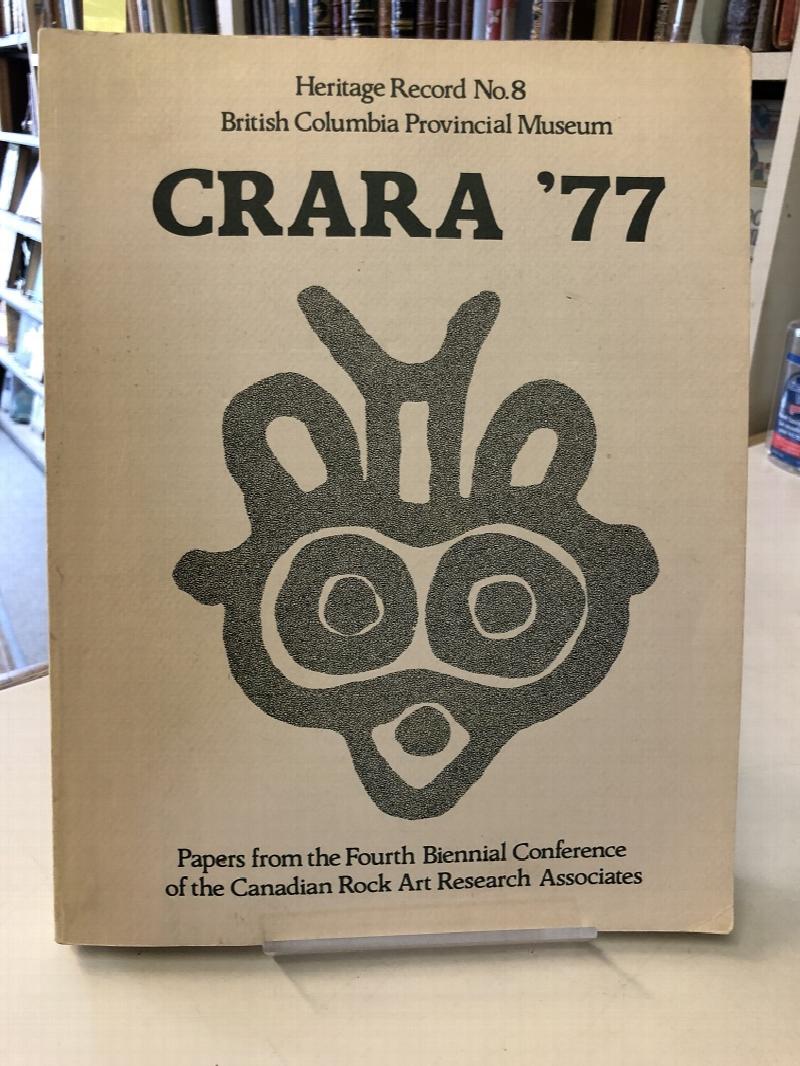 Heritage Record No.8
British Columbia Provincial Museum
CRARA ’77
Papers from the Fourth Biennial Conference
of the Canadian Rock Art Research Associates